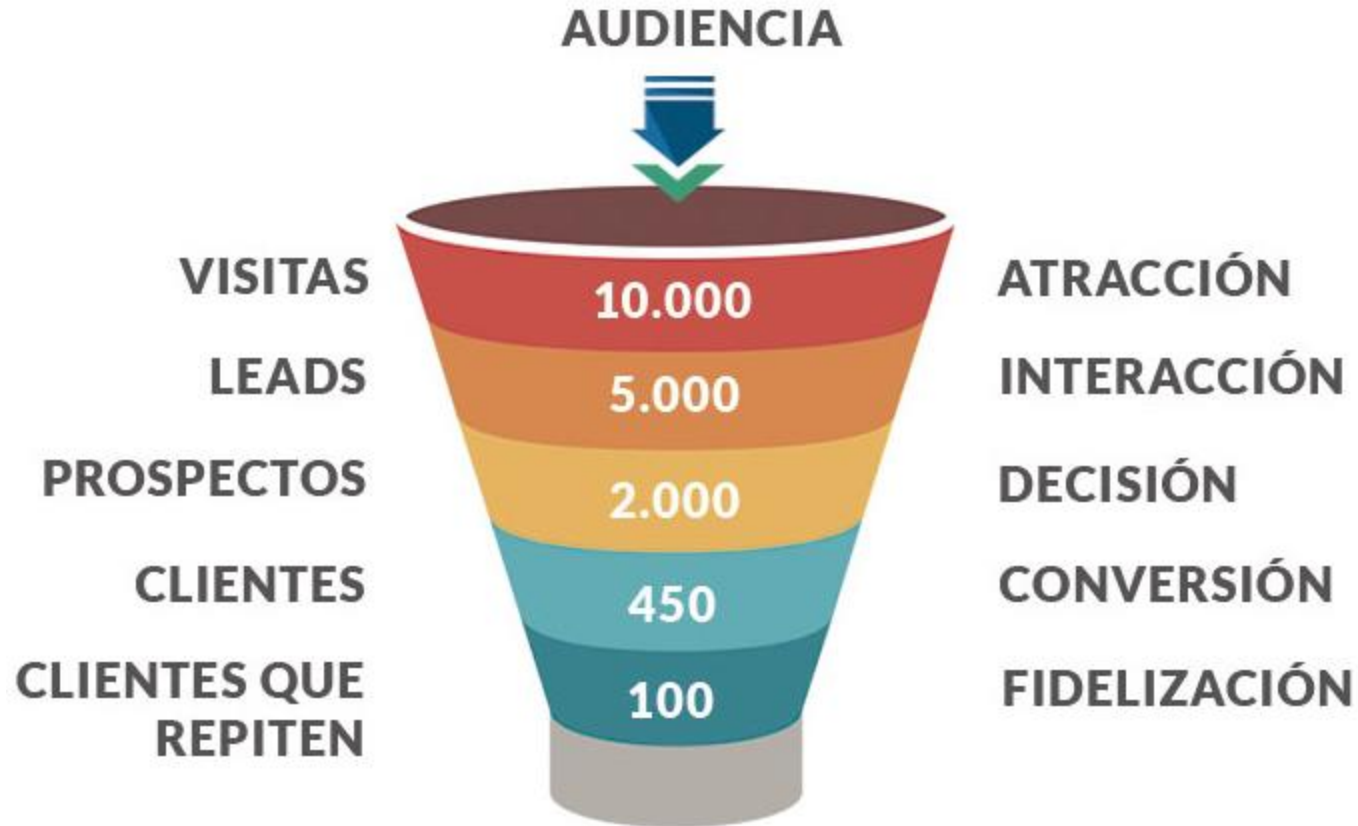 AUDIENCIA
VISITAS
10.000
ATRACCIÓN
LEADS
5.000
INTERACCIÓN
PROSPECTOS
2.000
DECISIÓN
CLIENTES
450
CONVERSIÓN
CLIENTES QUE
REPITEN
100
FIDELIZACIÓN